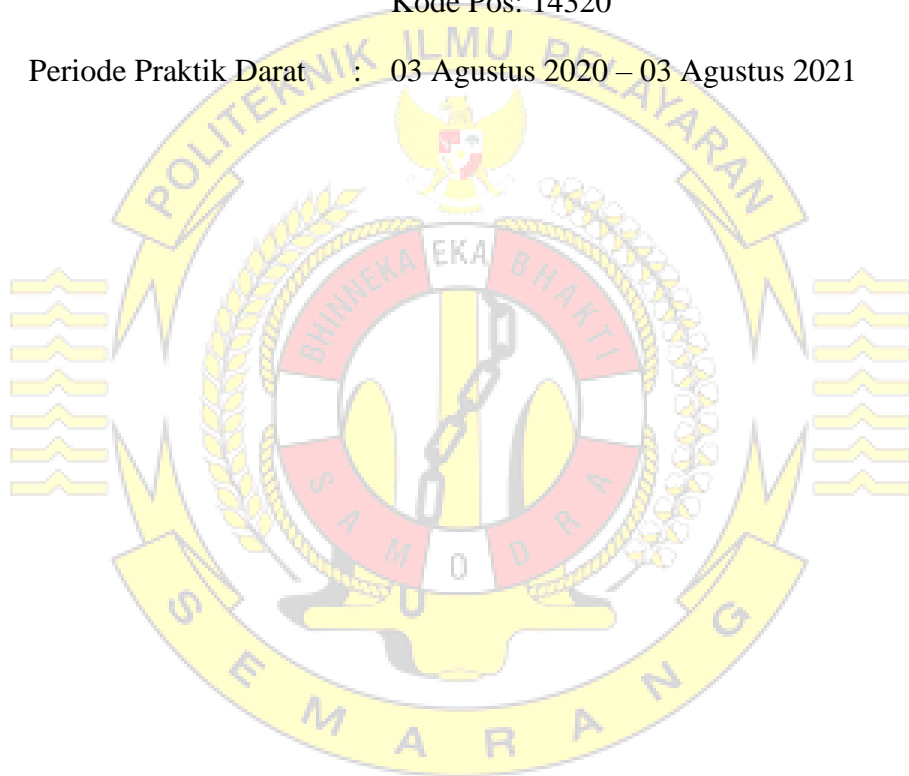 Kode Pos: 14320
Periode Praktik Darat : 03 Agustus 2020 – 03 Agustus 2021
POLITEKNIK ILMU PELAYARAN
BHINNEKA EKA BHAKTI
SAMODRA
SEMARANG